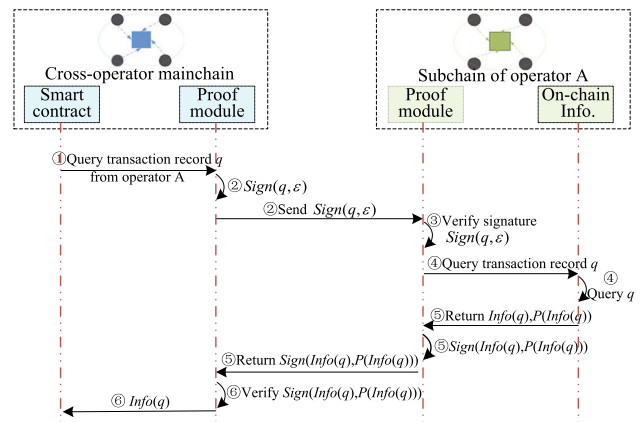 Cross-operator mainchain
Subchain of operator A
Smart
contract
Proof
module
Proof
module
On-chain
Info.
①Query transaction record q
from operator A
②Sign(q,ε)
②Send Sign(q,ε)
③Verify signature
Sign(q,ε)
④Query transaction record q
④
Query q
⑤Return Info(q),P(Info(q))
⑤Sign(Info(q),P(Info(q)))
⑤Return Sign(Info(q),P(Info(q)))
⑥Verify Sign(Info(q),P(Info(q)))
⑥ Info(q)